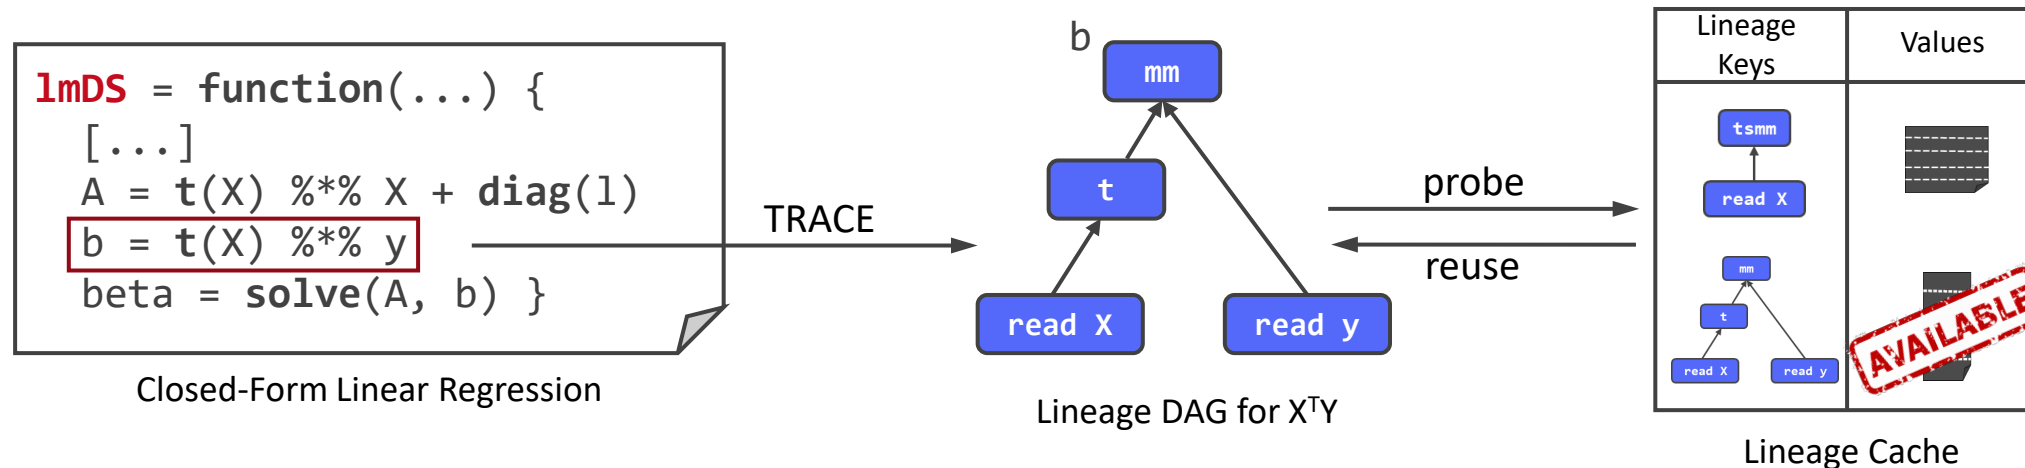 lmDS = function(...) {
[...]
A = t(X) %*% X + diag(l)
b = t(X) %*% y
beta = solve(A, b) }
Closed-Form Linear Regression
TRACE
b
mm
t
read X
read y
Lineage DAG for XᵀY
probe
reuse
Lineage Keys
Values
tsmm
read X
mm
t
read X
read y
AVAILABLE
Lineage Cache